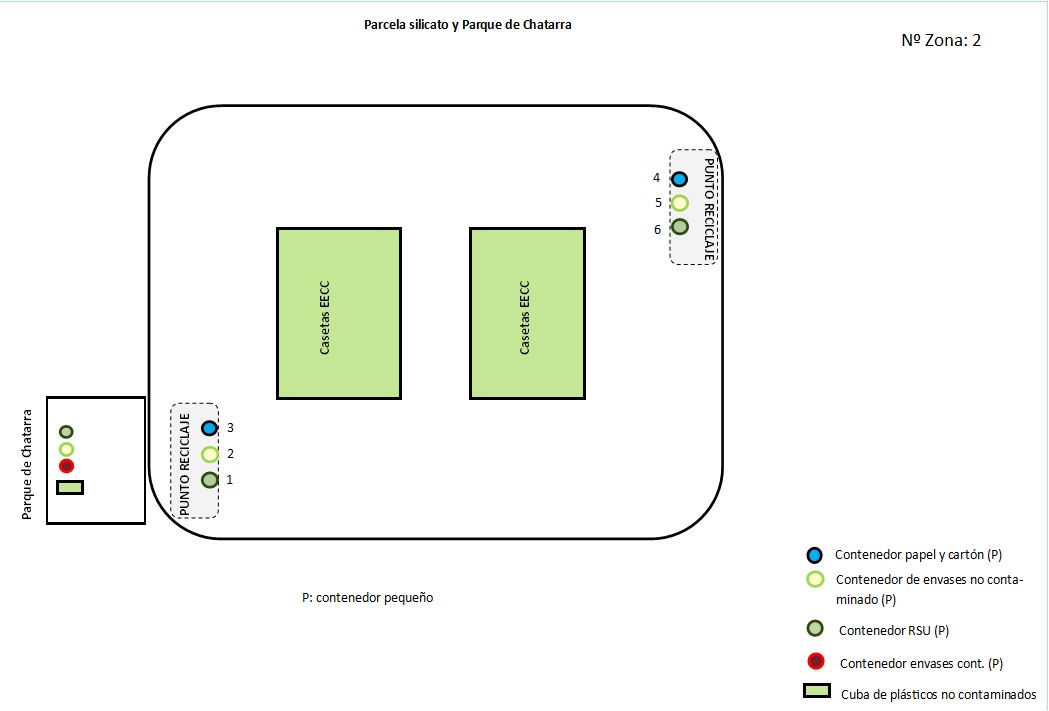 Parcela silicato y Parque de Chatarra
Nº Zona: 2
4
5
6
PUNTO RECICLAJE
Casetas EECC
Casetas EECC
Parque de Chatarra
PUNTO RECICLAJE
3
2
1
P: contenedor pequeño
Contenedor papel y cartón (P)
Contenedor de envases no conta-
minado (P)
Contenedor RSU (P)
Contenedor envases cont. (P)
Cuba de plásticos no contaminados